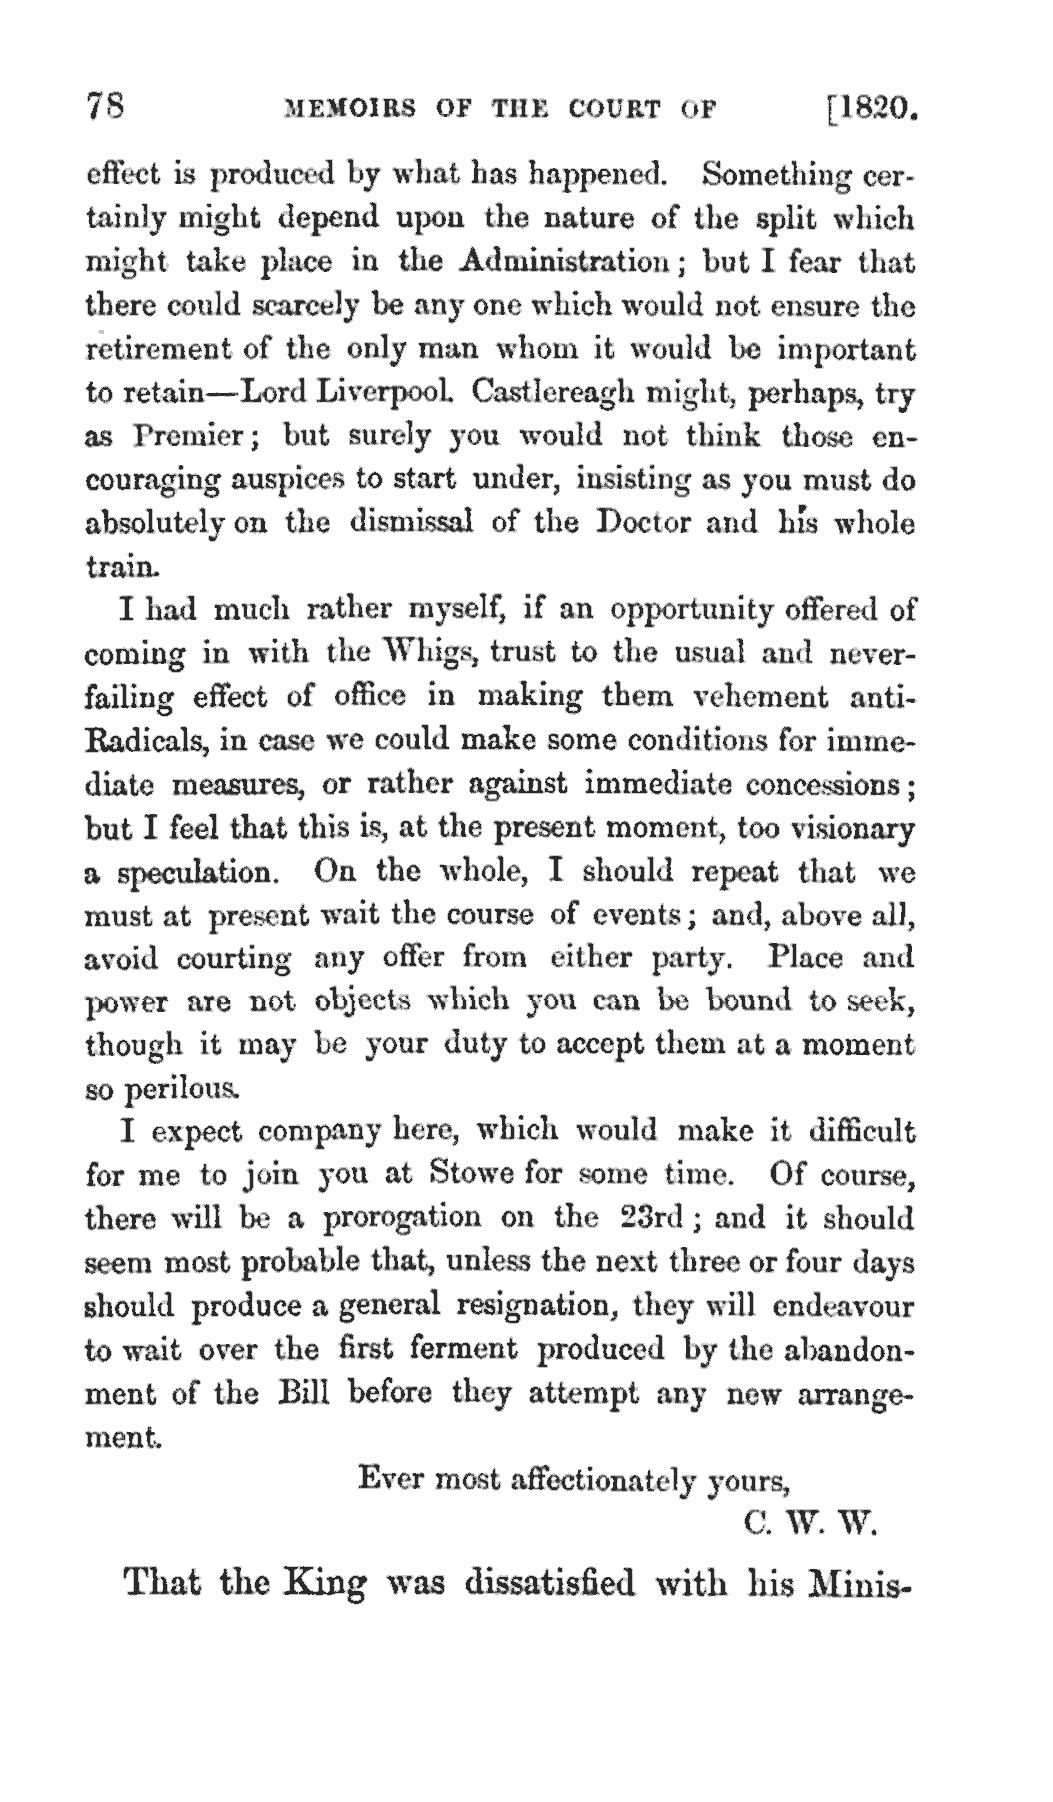 78 MEMOIRS OF THE COURT OF [1820.
effect is produced by what has happened. Something cer-
tainly might depend upon the nature of the split which
might take place in the Administration; but I fear that
there could scarcely be any one which would not ensure the
retirement of the only man whom it would be important
to retain—Lord Liverpool. Castlereagh might, perhaps, try
as Premier; but surely you would not think those en-
couraging auspices to start under, insisting as you must do
absolutely on the dismissal of the Doctor and his whole
train.
I had much rather myself, if an opportunity offered of
coming in with the Whigs, trust to the usual and never-
failing effect of office in making them vehement anti-
Radicals, in case we could make some conditions for imme-
diate measures, or rather against immediate concessions;
but I feel that this is, at the present moment, too visionary
a speculation. On the whole, I should repeat that we
must at present wait the course of events; and, above all,
avoid courting any offer from either party. Place and
power are not objects which you can be bound to seek,
though it may be your duty to accept them at a moment
so perilous.
I expect company here, which would make it difficult
for me to join you at Stowe for some time. Of course,
there will be a prorogation on the 23rd; and it should
seem most probable that, unless the next three or four days
should produce a general resignation, they will endeavour
to wait over the first ferment produced by the abandon-
ment of the Bill before they attempt any new arrange-
ment.
Ever most affectionately yours,
C. W. W.
That the King was dissatisfied with his Minis-